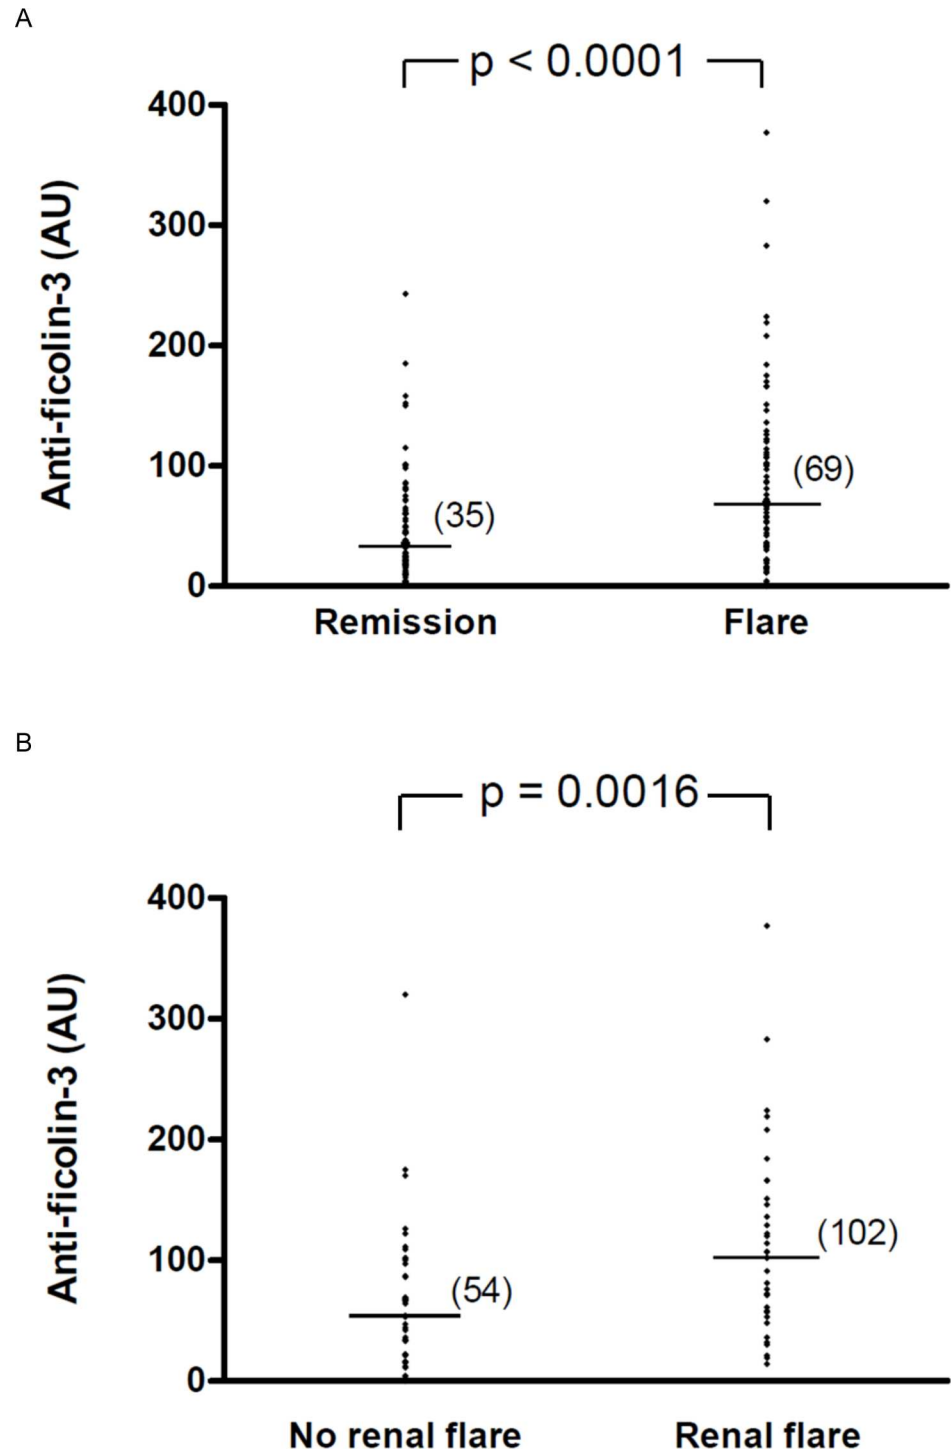 A
p < 0.0001
400
300
200
100
0
Anti-ficolin-3 (AU)
(35)
(69)
Remission Flare
B
p = 0.0016
400
300
200
100
0
Anti-ficolin-3 (AU)
(54)
(102)
No renal flare Renal flare